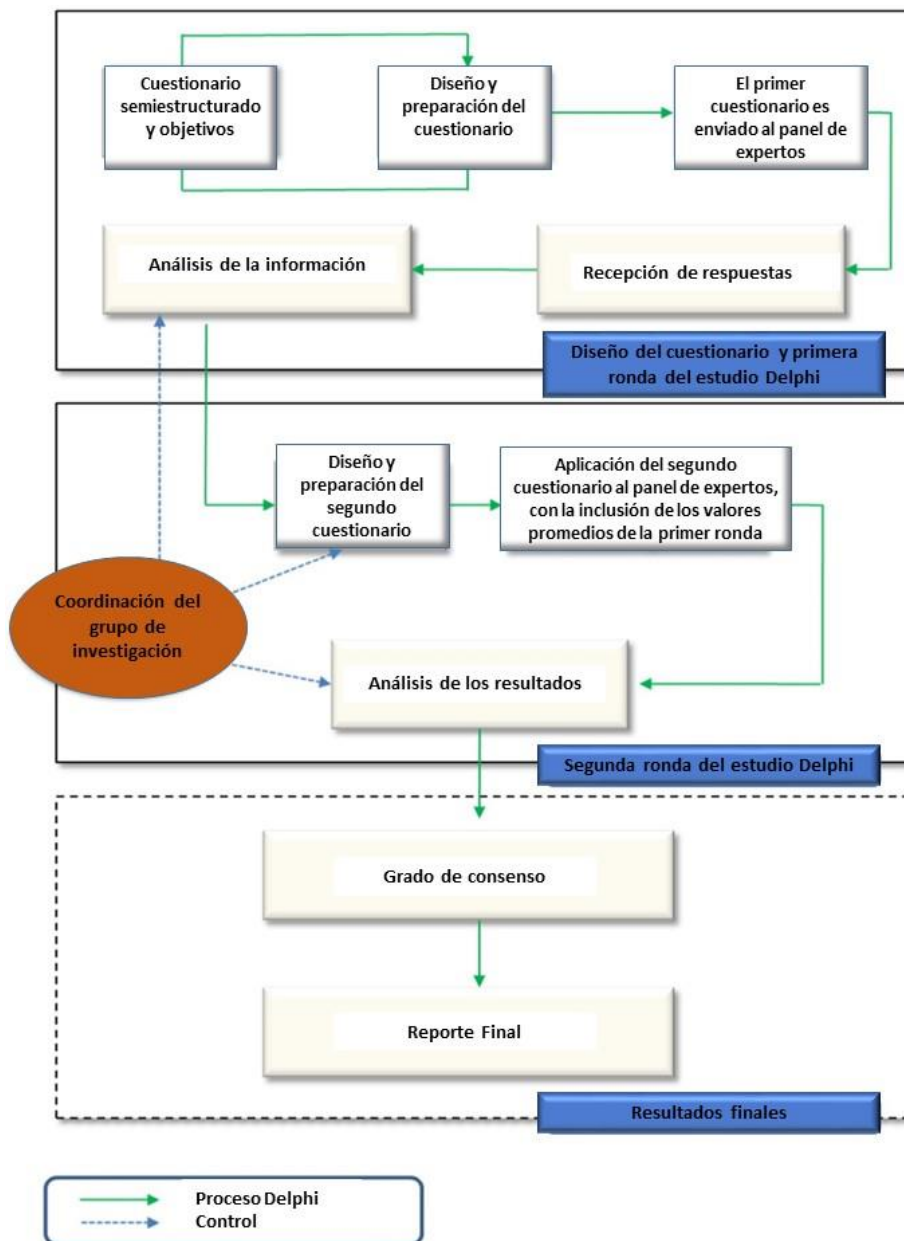 Cuestionario
semiestructurado
y objetivos
Diseño y
preparación del
cuestionario
El primer
cuestionario es
enviado al panel de
expertos
Análisis de la información
Recepción de respuestas
Diseño del cuestionario y primera
ronda del estudio Delphi
Diseño y
preparación del
segundo
cuestionario
Aplicación del segundo
cuestionario al panel de expertos,
con la inclusión de los valores
promedios de la primer ronda
Coordinación del
grupo de
investigación
Análisis de los resultados
Segunda ronda del estudio Delphi
Grado de consenso
Reporte Final
Resultados finales
Proceso Delphi
Control